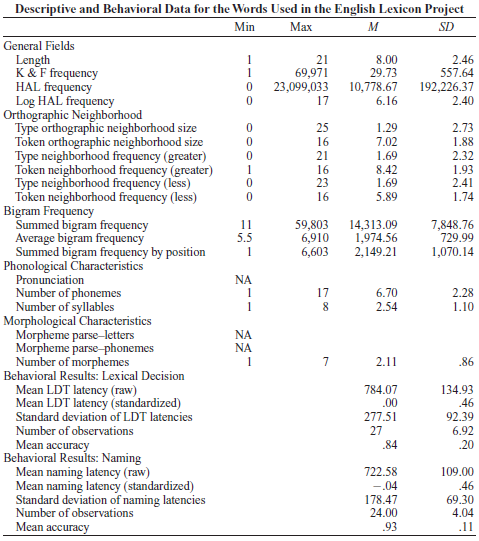 Descriptive and Behavioral Data for the Words Used in the English Lexicon Project
Min Max M SD
General Fields
Length 1 21 8.00 2.46
K & F frequency 1 69,971 29.73 557.64
HAL frequency 0 23,099,033 10,778.67 192,226.37
Log HAL frequency 0 17 6.16 2.40
Orthographic Neighborhood
Type orthographic neighborhood size 0 25 1.29 2.73
Token orthographic neighborhood size 0 16 7.02 1.88
Type neighborhood frequency (greater) 0 21 1.69 2.32
Token neighborhood frequency (greater) 1 16 8.42 1.93
Type neighborhood frequency (less) 0 23 1.69 2.41
Token neighborhood frequency (less) 0 16 5.89 1.74
Bigram Frequency
Summed bigram frequency 11 59,803 14,313.09 7,848.76
Average bigram frequency 5.5 6,910 1,974.56 729.99
Summed bigram frequency by position 1 6,603 2,149.21 1,070.14
Phonological Characteristics
Pronunciation NA
Number of phonemes 1 17 6.70 2.28
Number of syllables 1 8 2.54 1.10
Morphological Characteristics
Morpheme parse–letters NA
Morpheme parse–phonemes NA
Number of morphemes 1 7 2.11 .86
Behavioral Results: Lexical Decision
Mean LDT latency (raw) 784.07 134.93
Mean LDT latency (standardized) .00 .46
Standard deviation of LDT latencies 277.51 92.39
Number of observations 27 6.92
Mean accuracy .84 .20
Behavioral Results: Naming
Mean naming latency (raw) 722.58 109.00
Mean naming latency (standardized) −.04 .46
Standard deviation of naming latencies 178.47 69.30
Number of observations 24.00 4.04
Mean accuracy .93 .11